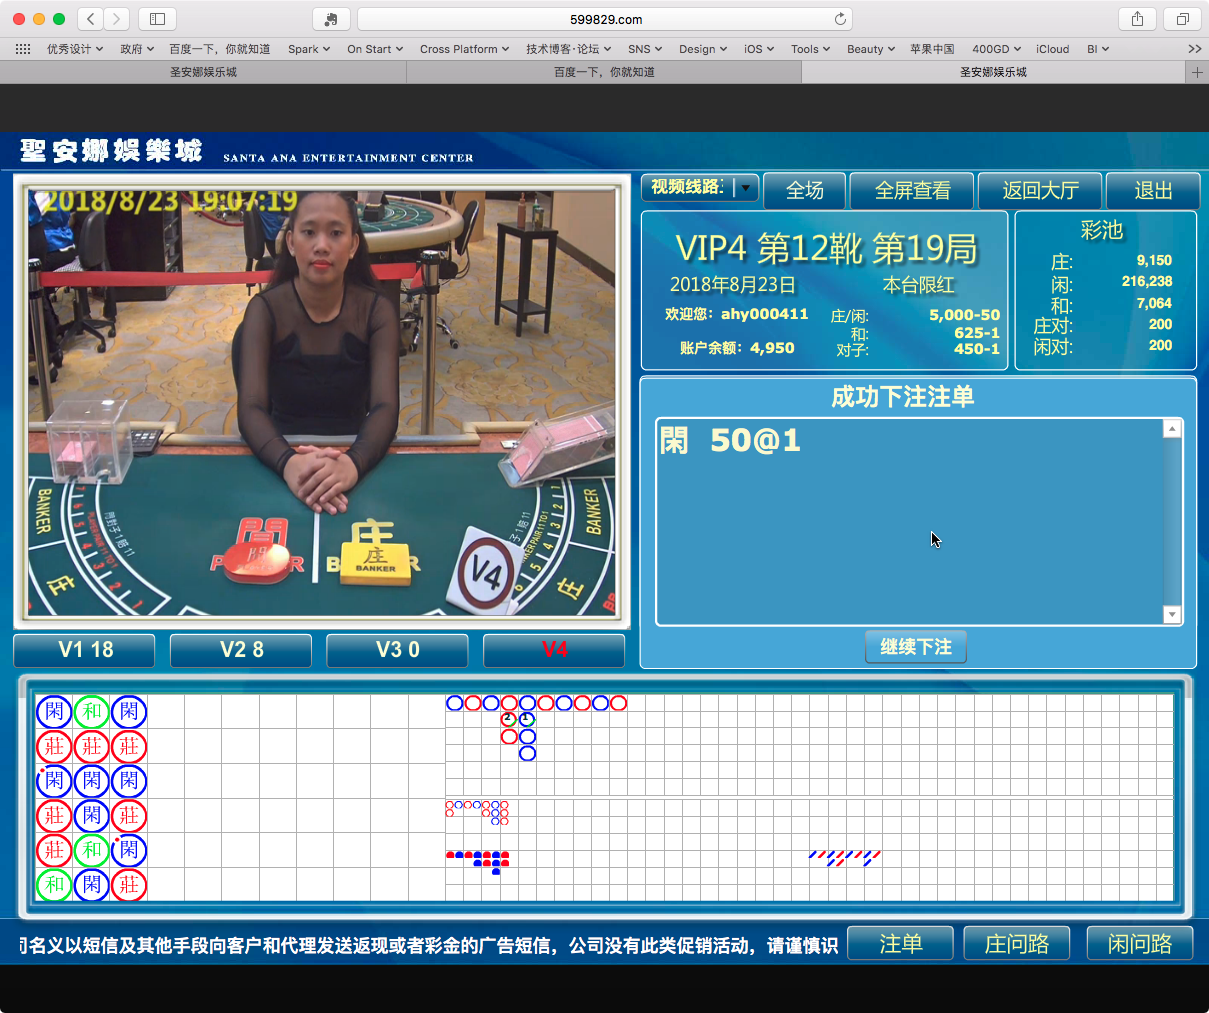 599829.com
优秀设计 政府 百度一下，你就知道 Spark On Start Cross Platform 技术博客·论坛 SNS Design iOS Tools Beauty 苹果中国 400GD iCloud BI
圣安娜娱乐城 百度一下，你就知道 圣安娜娱乐城
聖安娜娛樂城 SANTA ANA ENTERTAINMENT CENTER
2018/8/23 19:07:19
视频线路: 全场 全屏查看 返回大厅 退出
VIP4 第12靴 第19局
2018年8月23日 本台限红
欢迎您: ahy000411 庄/闲: 5,000-50
和: 625-1
账户余额: 4,950 对子: 450-1
彩池
庄: 9,150
闲: 216,238
和: 7,064
庄对: 200
闲对: 200
成功下注注单
閑 50@1
继续下注
BANKER
庄
閒
庄
庄
BANKER
V4
BANKER
庄
V1 18 V2 8 V3 0 V4
閑 和 閑
莊 莊 莊
閑 閑 閑
莊 閑 莊
莊 和 閑
和 閑 莊
2 1
司名义以短信及其他手段向客户和代理发送返现或者彩金的广告短信，公司没有此类促销活动，请谨慎识
注单 庄问路 闲问路